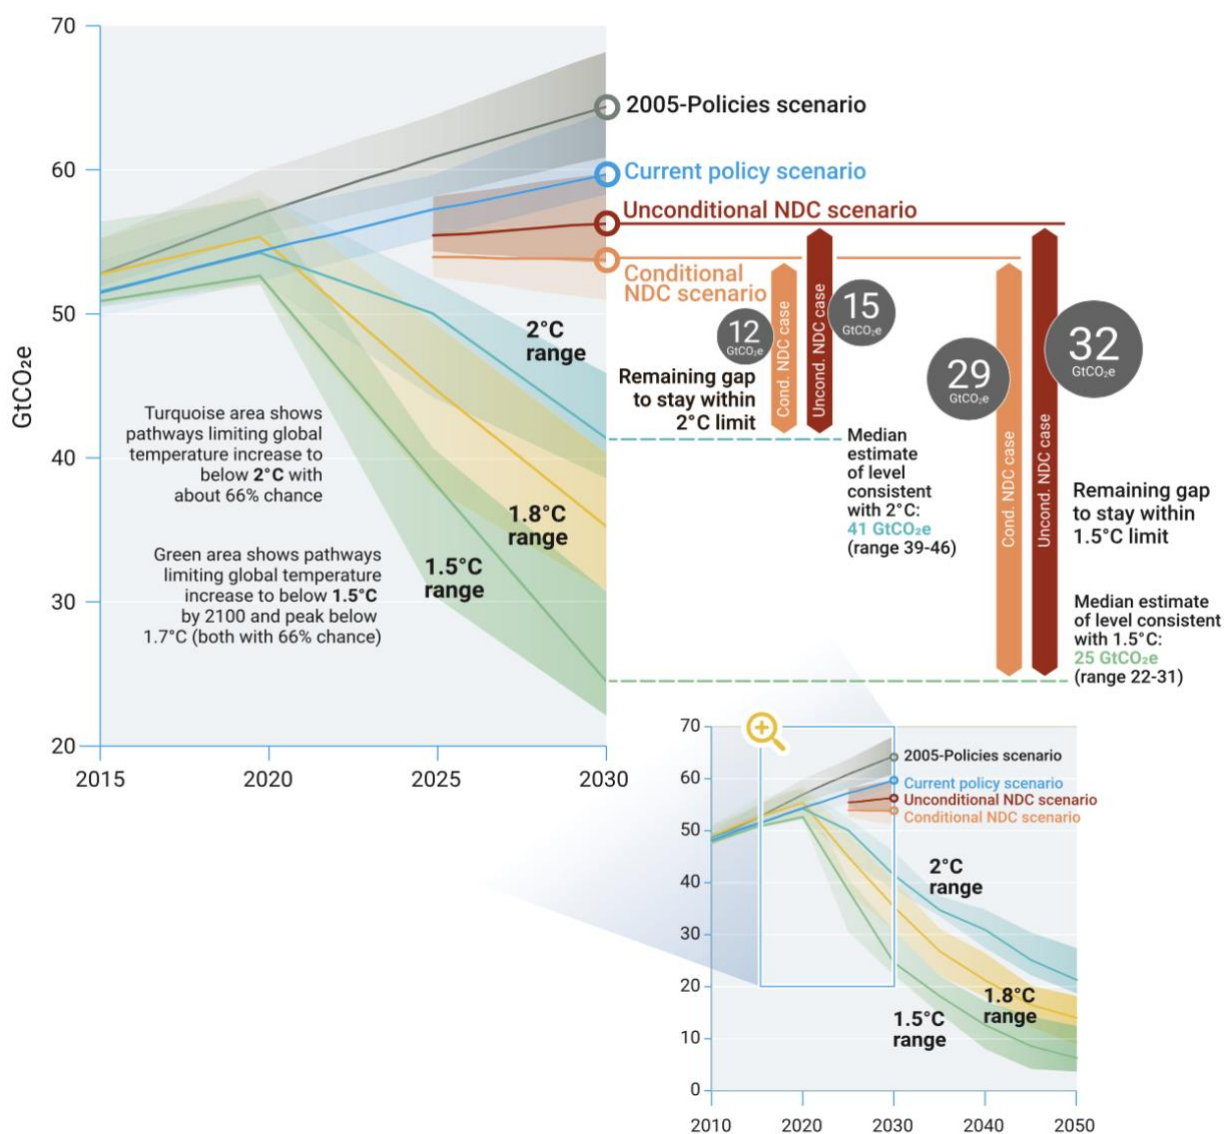 70
60
50
40
30
20
GtCO₂e
2015
2020
2025
2030
2005-Policies scenario
Current policy scenario
Unconditional NDC scenario
Conditional
NDC scenario
2°C
range
1.8°C
range
1.5°C
range
Turquoise area shows
pathways limiting global
temperature increase to
below 2°C with
about 66% chance
Green area shows pathways
limiting global temperature
increase to below 1.5°C
by 2100 and peak below
1.7°C (both with 66% chance)
12
GtCO₂e
Cond. NDC case
Uncond. NDC case
15
GtCO₂e
Remaining gap
to stay within
2°C limit
Median
estimate
of level
consistent
with 2°C:
41 GtCO₂e
(range 39-46)
29
GtCO₂e
Cond. NDC case
Uncond. NDC case
32
GtCO₂e
Remaining gap
to stay within
1.5°C limit
Median estimate
of level consistent
with 1.5°C:
25 GtCO₂e
(range 22-31)
70
60
50
40
30
20
10
0
2010
2020
2030
2040
2050
2005-Policies scenario
Current policy scenario
Unconditional NDC scenario
Conditional NDC scenario
2°C
range
1.8°C
range
1.5°C
range